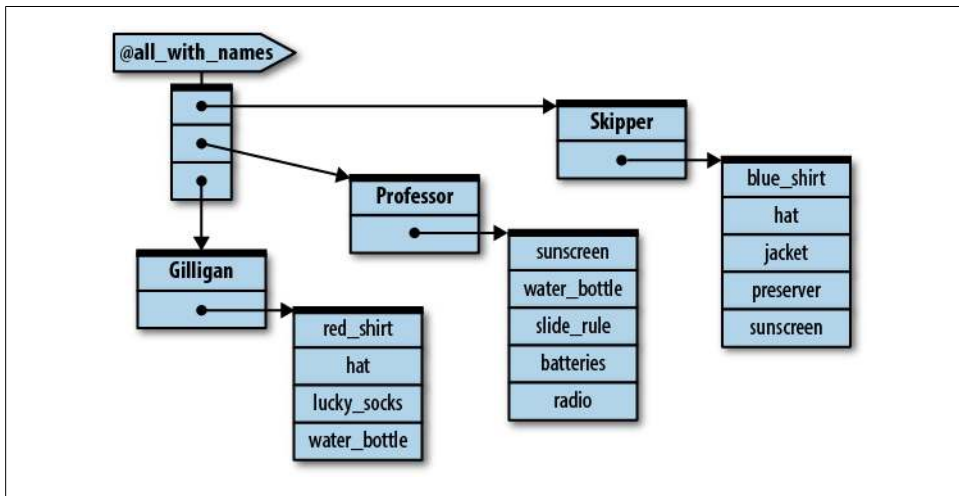 @all_with_names
Skipper
blue_shirt
hat
jacket
preserver
sunscreen
Professor
sunscreen
water_bottle
slide_rule
batteries
radio
Gilligan
red_shirt
hat
lucky_socks
water_bottle